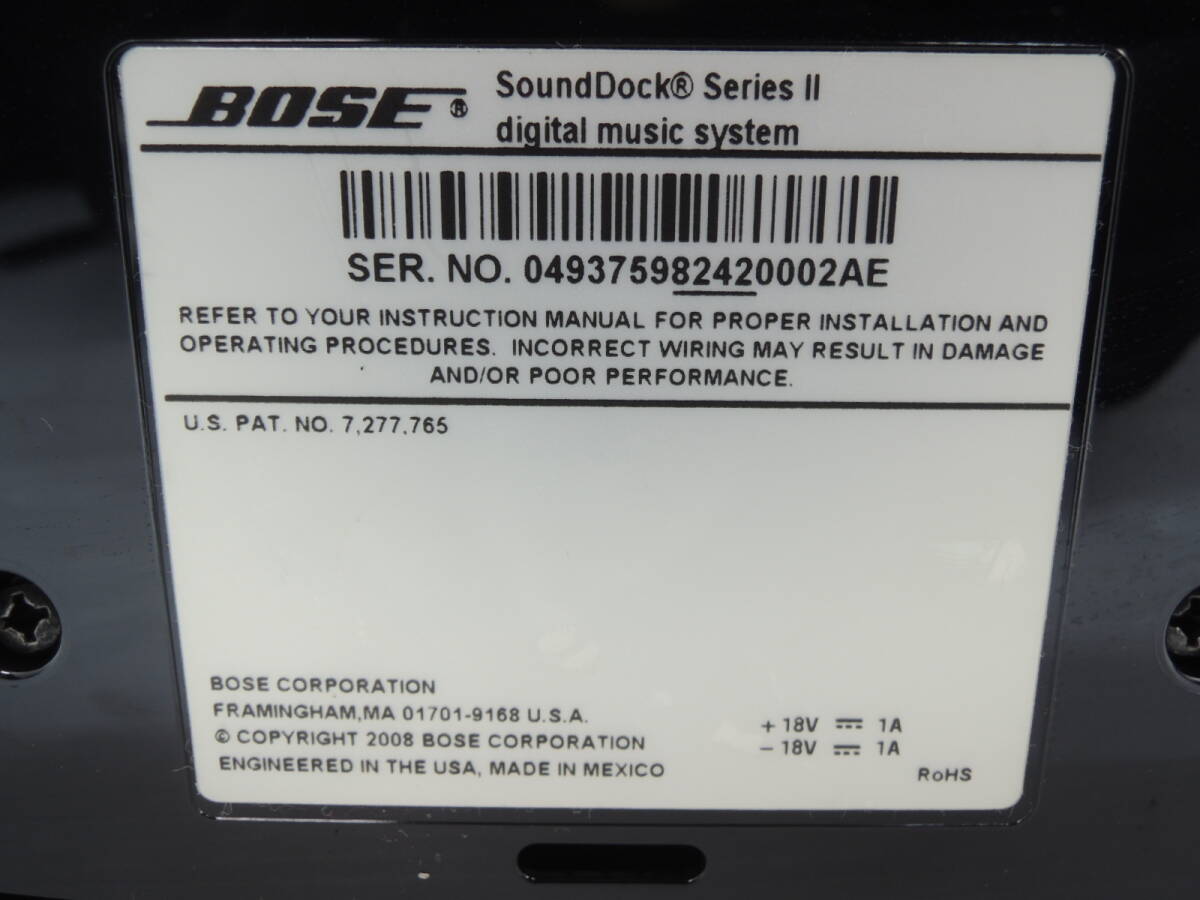 BOSE®
SoundDock® Series II
digital music system
SER. NO. 049375982420002AE
REFER TO YOUR INSTRUCTION MANUAL FOR PROPER INSTALLATION AND
OPERATING PROCEDURES. INCORRECT WIRING MAY RESULT IN DAMAGE
AND/OR POOR PERFORMANCE.
U.S. PAT. NO. 7,277,765
BOSE CORPORATION
FRAMINGHAM,MA 01701-9168 U.S.A.
© COPYRIGHT 2008 BOSE CORPORATION
ENGINEERED IN THE USA, MADE IN MEXICO
+ 18V ⎓ 1A
− 18V ⎓ 1A
RoHS